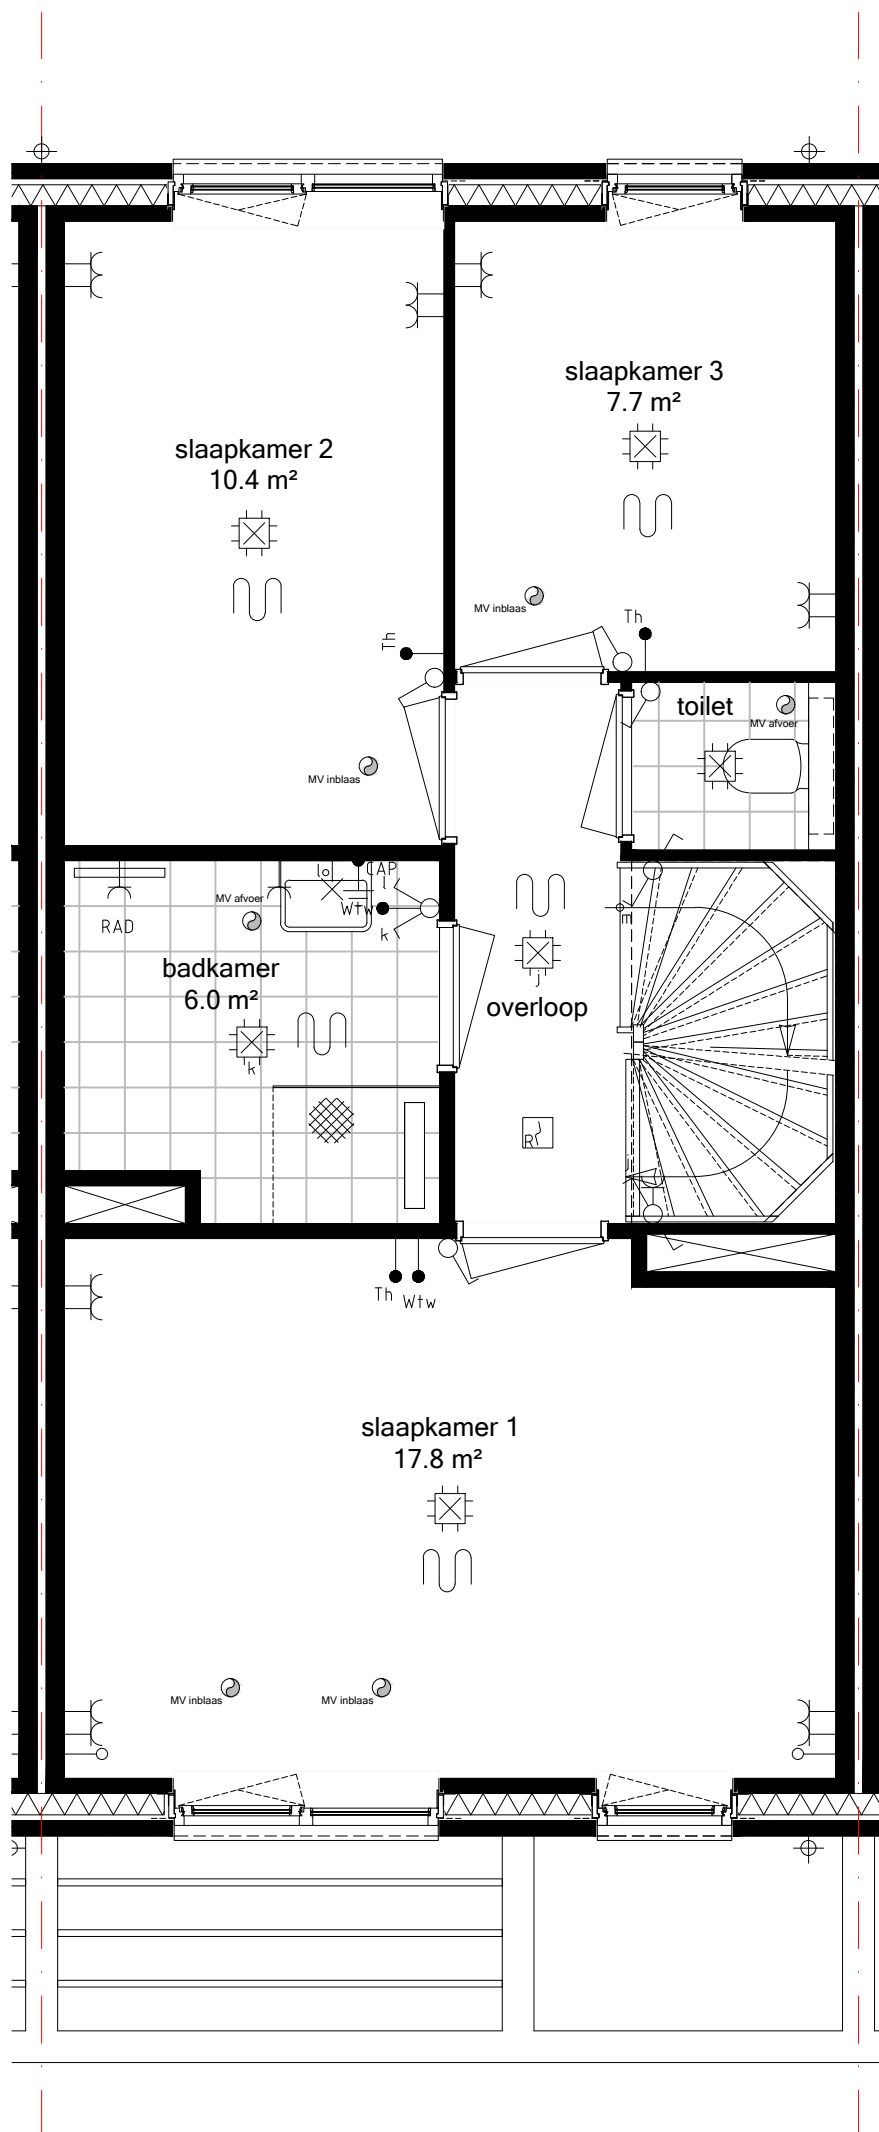 slaapkamer 3
7.7 m²
slaapkamer 2
10.4 m²
MV inblaas
Th
Th
toilet
MV afvoer
MV inblaas
CAP
lo
l
MV afvoer
Wtw
k
RAD
m
badkamer
6.0 m²
j
overloop
k
R
j
Th
Wtw
slaapkamer 1
17.8 m²
MV inblaas
MV inblaas